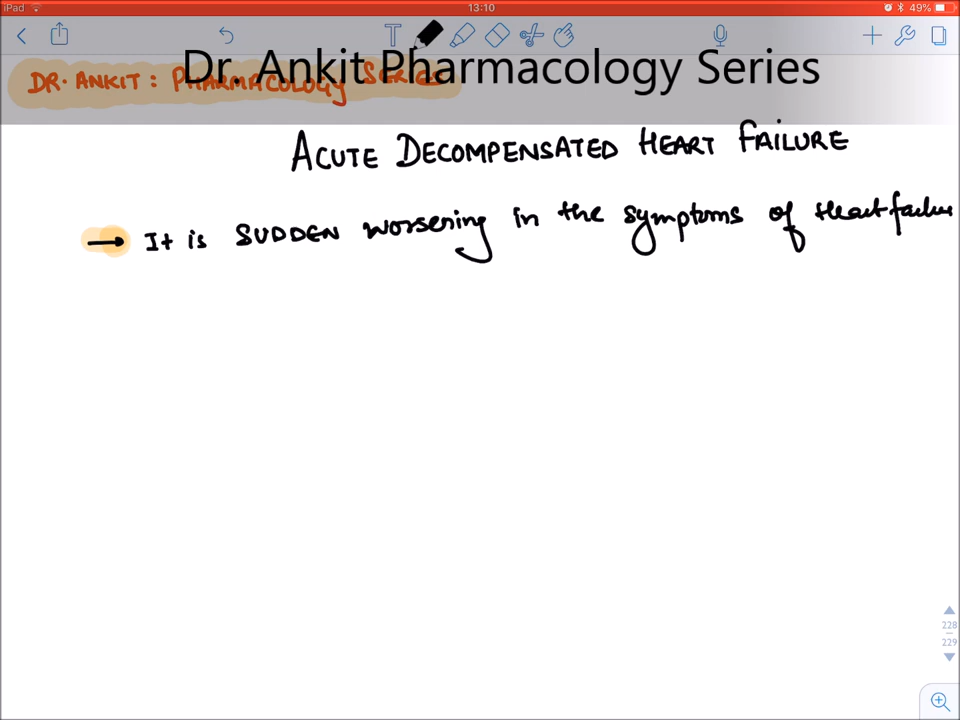 iPad 13:10 49%
T
Dr. Ankit Pharmacology Series
DR. ANKIT: PHARMACOLOGY SERIES
ACUTE DECOMPENSATED HEART FAILURE
→ It is SUDDEN worsering in the symptoms of Heart failure
228
229